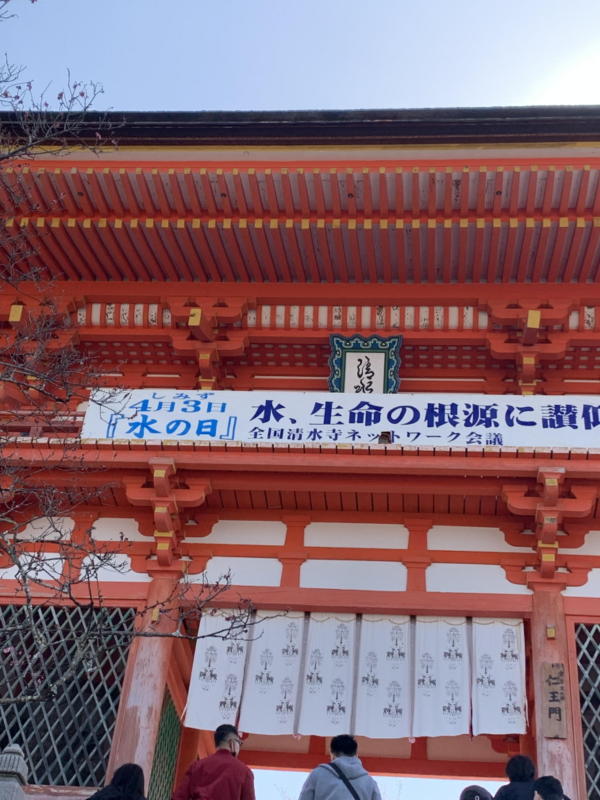 清水
しみず
4月3日
『水の日』
水、生命の根源に讃仰
全国清水寺ネットワーク会議
仁王門